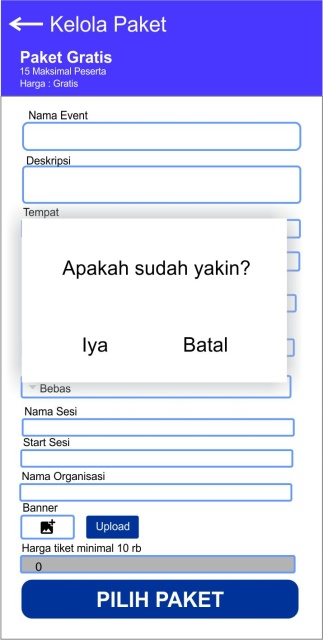 Kelola Paket
Paket Gratis
15 Maksimal Peserta
Harga : Gratis
Nama Event
Deskripsi
Tempat
Apakah sudah yakin?
Iya Batal
Bebas
Nama Sesi
Start Sesi
Nama Organisasi
Banner
Upload
Harga tiket minimal 10 rb
0
PILIH PAKET